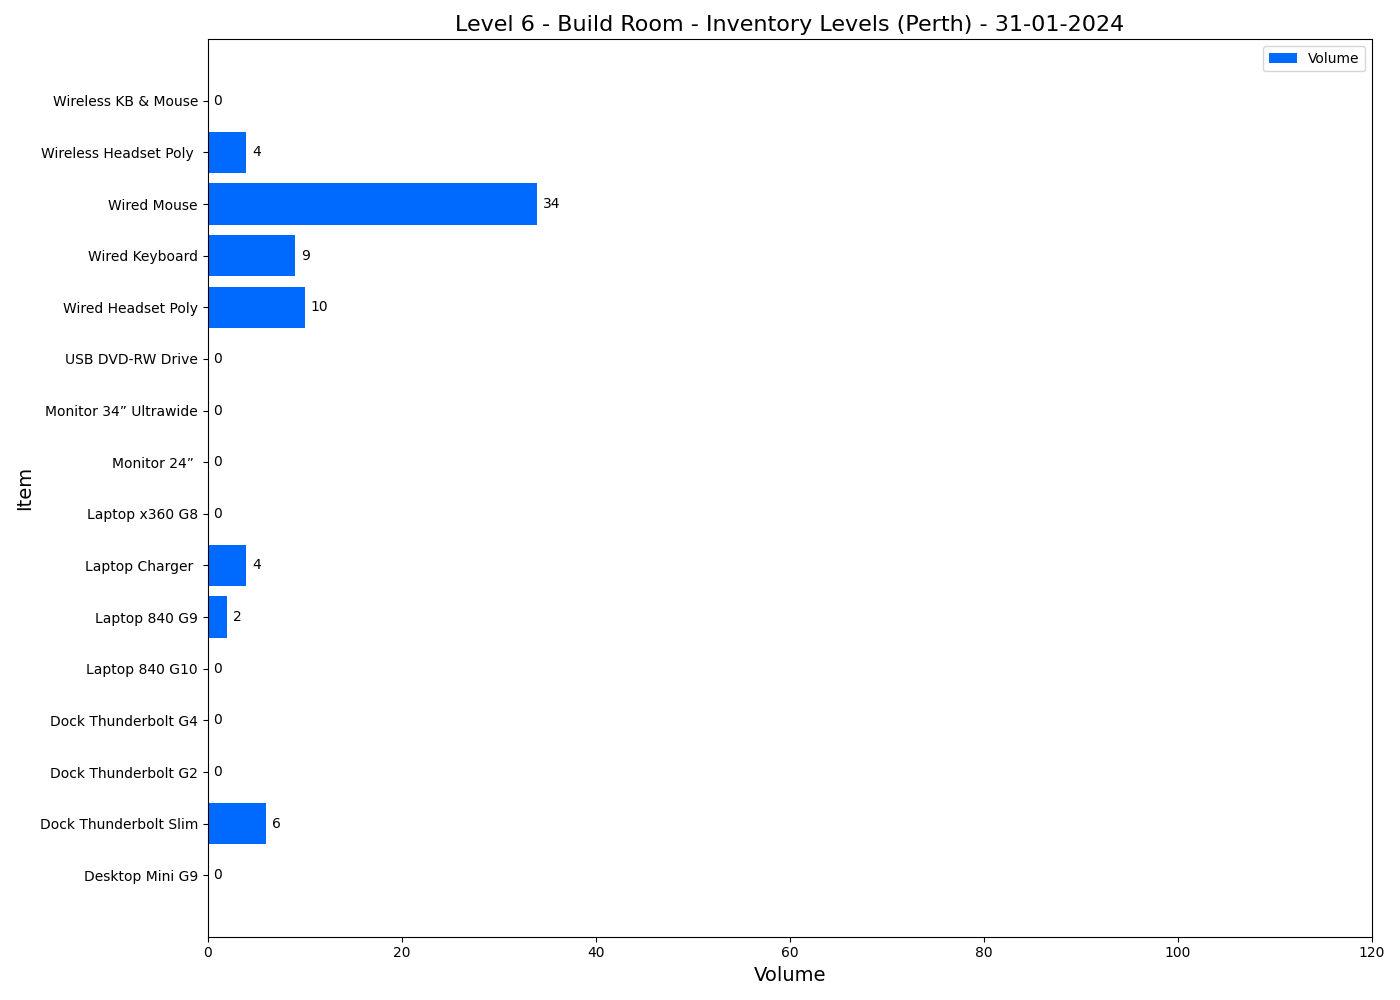 Level 6 - Build Room - Inventory Levels (Perth) - 31-01-2024
Volume
Wireless KB & Mouse 0
Wireless Headset Poly 4
Wired Mouse 34
Wired Keyboard 9
Wired Headset Poly 10
USB DVD-RW Drive 0
Monitor 34” Ultrawide 0
Monitor 24” 0
Laptop x360 G8 0
Laptop Charger 4
Laptop 840 G9 2
Laptop 840 G10 0
Dock Thunderbolt G4 0
Dock Thunderbolt G2 0
Dock Thunderbolt Slim 6
Desktop Mini G9 0
Item
0 20 40 60 80 100 120
Volume